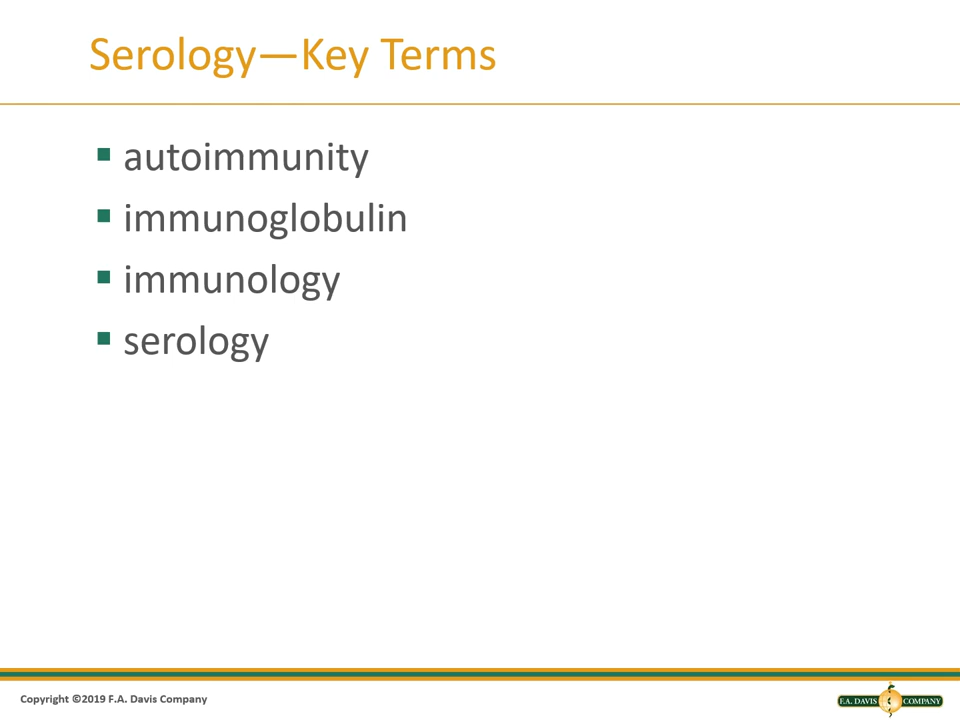 Serology—Key Terms
autoimmunity
immunoglobulin
immunology
serology
Copyright ©2019 F.A. Davis Company
F.A. DAVIS COMPANY